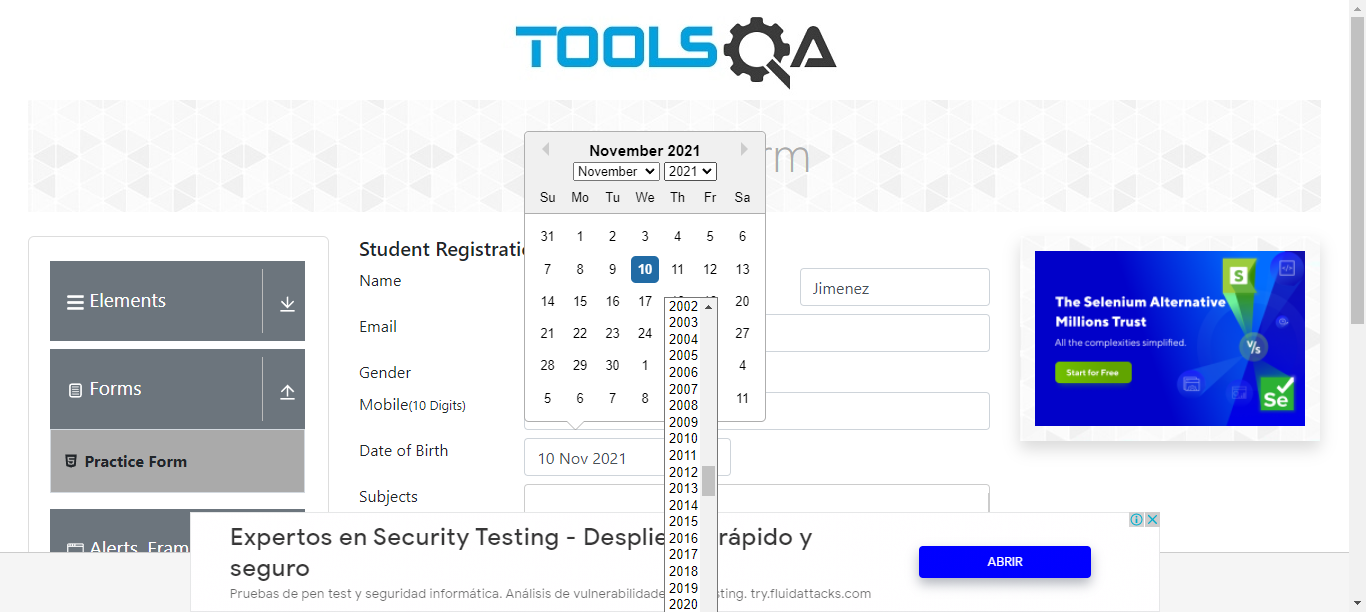 TOOLSQA
rm
November 2021
November 2021
Su Mo Tu We Th Fr Sa
31 1 2 3 4 5 6
7 8 9 10 11 12 13
14 15 16 17 20
21 22 23 24 27
28 29 30 1 4
5 6 7 8 11
2002
2003
2004
2005
2006
2007
2008
2009
2010
2011
2012
2013
2014
2015
2016
2017
2018
2019
2020
Elements
Forms
Practice Form
Alerts, Fram
Student Registratio
Name
Jimenez
Email
Gender
Mobile(10 Digits)
Date of Birth
10 Nov 2021
Subjects
The Selenium Alternative
Millions Trust
All the complexities simplified.
Start for Free
S
V/s
Se
Expertos en Security Testing - Desplie rápido y
seguro
Pruebas de pen test y seguridad informática. Análisis de vulnerabilidade sting. try.fluidattacks.com
ABRIR